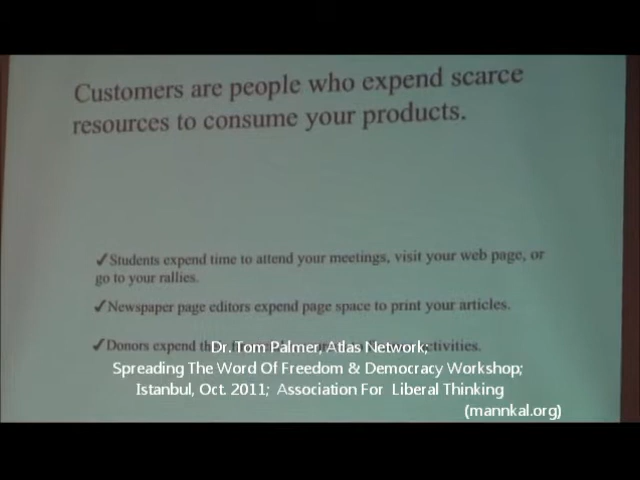 Customers are people who expend scarce
resources to consume your products.
✓Students expend time to attend your meetings, visit your web page, or
go to your rallies.
✓Newspaper page editors expend page space to print your articles.
✓Donors expend activities.
Dr. Tom Palmer, Atlas Network;
Spreading The Word Of Freedom & Democracy Workshop;
Istanbul, Oct. 2011; Association For Liberal Thinking
(mannkal.org)